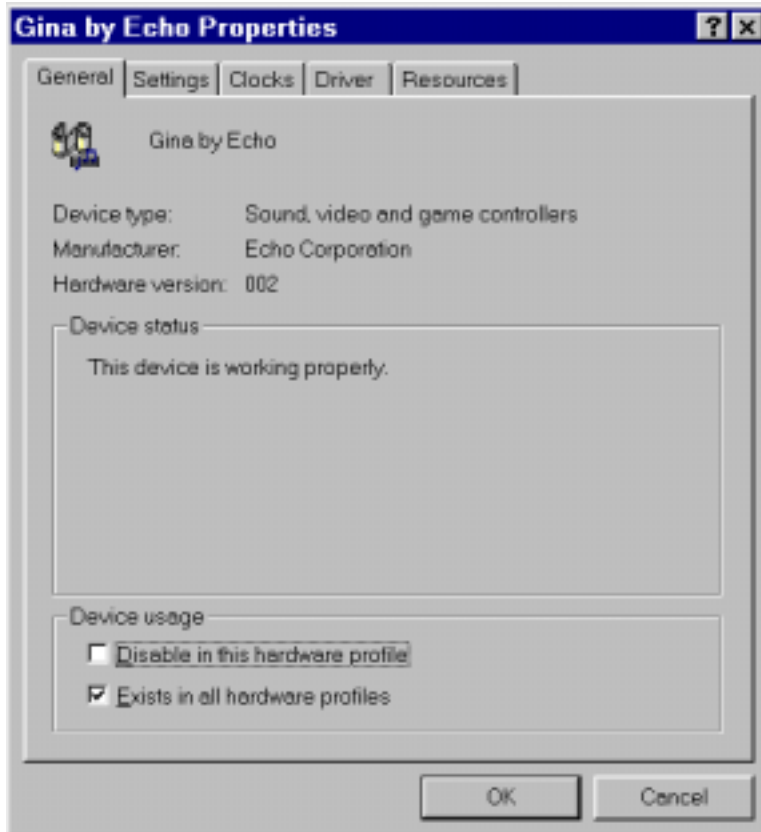 Gina by Echo Properties
General Settings Clocks Driver Resources
Gina by Echo
Device type: Sound, video and game controllers
Manufacturer: Echo Corporation
Hardware version: 002
Device status
This device is working properly.
Device usage
Disable in this hardware profile
Exists in all hardware profiles
OK Cancel